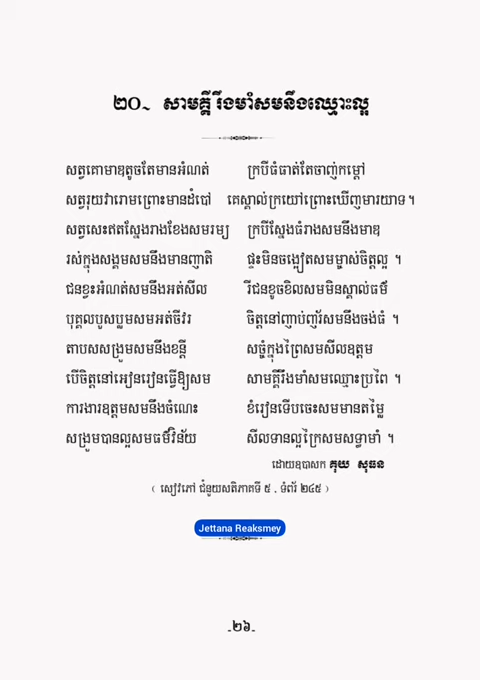 ២០~ សាមគ្គី រឹងមាំសមនឹងឈ្មោះល្អ
សត្វគោមាឌតូចតែមានអំណត់ ក្របីធំធាត់តែចាញ់កម្ដៅ
សត្វរុយវារោមព្រោះមានដំបៅ គេស្គាល់ក្រយៅព្រោះឃើញមារយាទ។
សត្វសេះឥតស្នែងរាងខែងសមរម្យ ក្របីស្នែងធំរាងសមនឹងមាឌ
រស់ក្នុងសង្គមសមនឹងមានញាតិ ផ្ទះមិនចង្អៀតសមម្ចាស់ចិត្តល្អ ។
ជនខ្វះអំណត់សមនឹងអត់សីល រីជនខូចខិលសមមិនស្គាល់ធម៌
បុគ្គលបួសប្លមសមអត់ចីវរ ចិត្តនៅញាប់ញ័រសមនឹងចង់ធំ ។
តាបសសង្រួមសមនឹងខន្តី សច្ចំក្នុងព្រៃសមសីលឧត្តម
បើចិត្តនៅអៀនរៀនធ្វើឱ្យសម សាមគ្គីរឹងមាំសមឈ្មោះប្រពៃ ។
ការងារឧត្តមសមនឹងចំណេះ ខំរៀនទើបចេះសមមានតម្លៃ
សង្រួមបានល្អសមធម៌វិន័យ សីលទានល្អក្រៃសមសទ្ធាមាំ ។
ដោយឧបាសក គុយ សុធន
( សៀវភៅ ជំនួយសតិភាគទី ៥ . ទំព័រ ២៤៥ )
Jettana Reaksmey
-២៦-